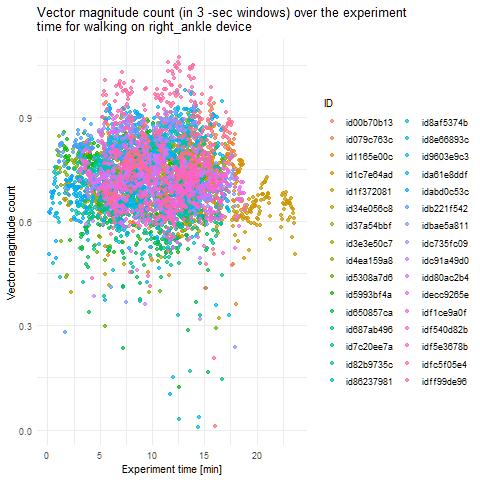 Vector magnitude count (in 3 -sec windows) over the experiment
time for walking on right_ankle device
Vector magnitude count
0.9
0.6
0.3
0.0
0
5
10
15
20
Experiment time [min]
ID
id00b70b13
id079c763c
id1165e00c
id1c7e64ad
id1f372081
id34e056c8
id37a54bbf
id3e3e50c7
id4ea159a8
id5308a7d6
id5993bf4a
id650857ca
id687ab496
id7c20ee7a
id82b9735c
id86237981
id8af5374b
id8e66893c
id9603e9c3
ida61e8ddf
idabd0c53c
idb221f542
idbae5a811
idc735fc09
idc91a49d0
idd80ac2b4
idecc9265e
idf1ce9a0f
idf540d82b
idf5e3678b
idfc5f05e4
idff99de96